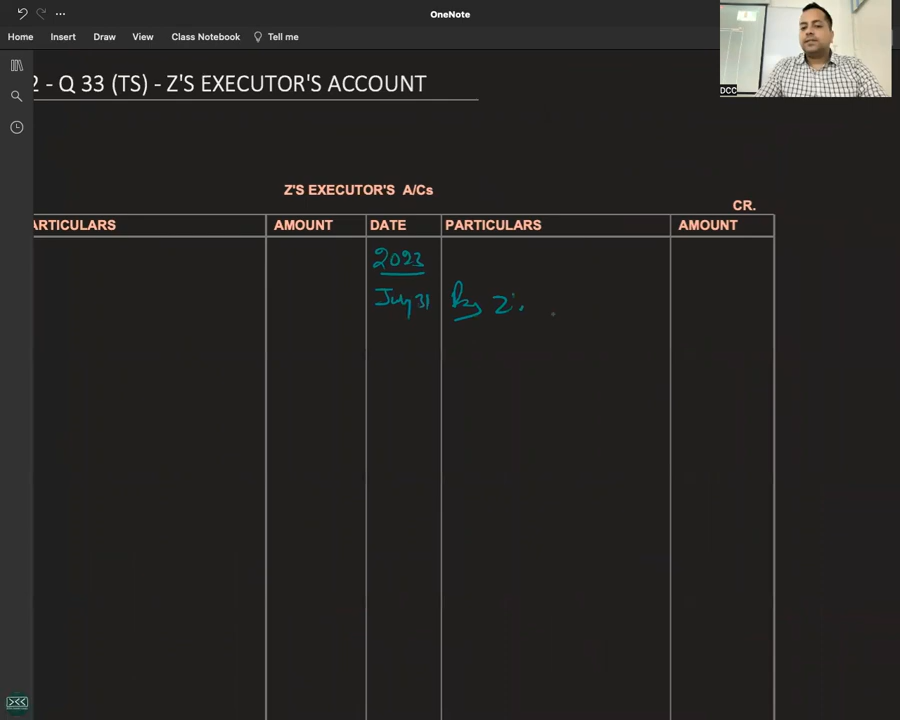 OneNote
Home Insert Draw View Class Notebook Tell me
2 - Q 33 (TS) - Z'S EXECUTOR'S ACCOUNT
DCC
Z'S EXECUTOR'S A/Cs
CR.
ARTICULARS AMOUNT DATE PARTICULARS AMOUNT
2023
July 31 By Z's